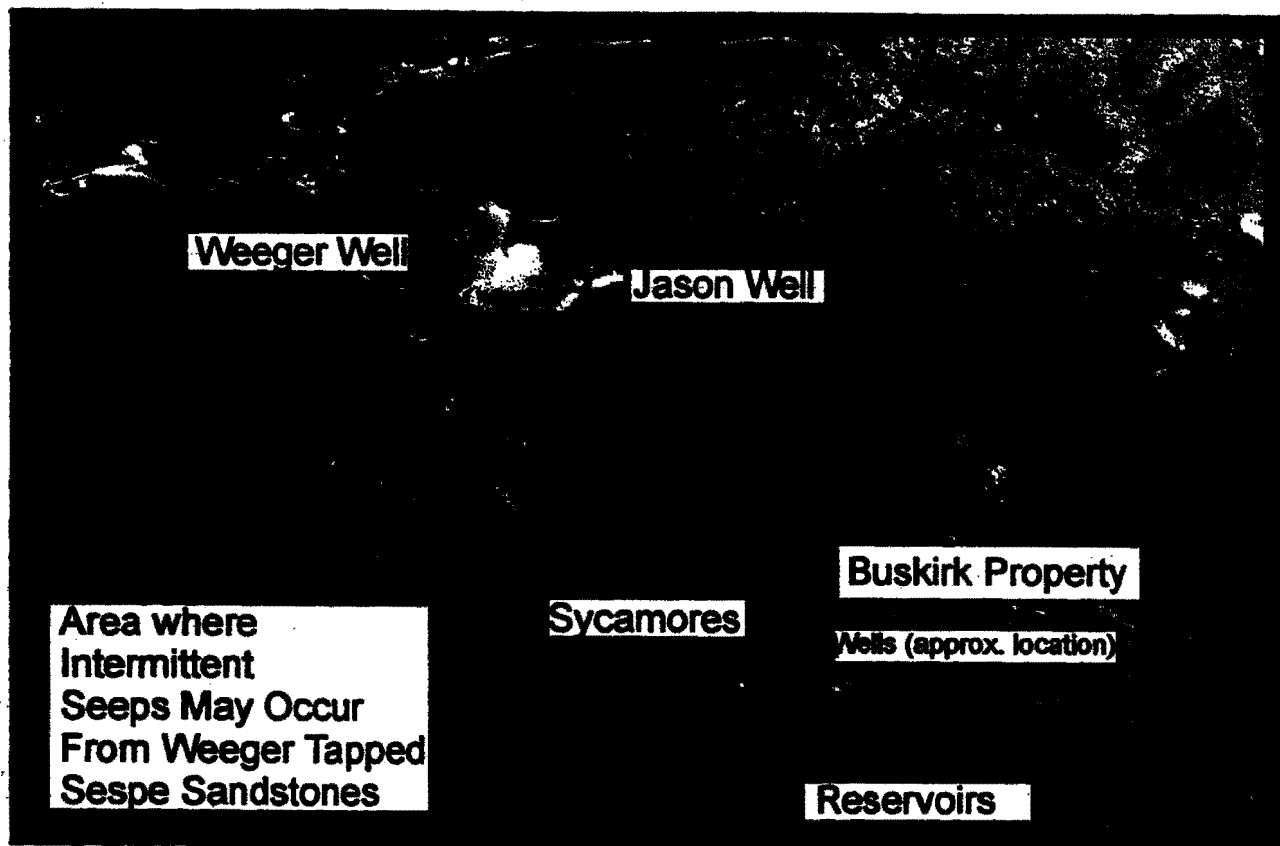 Weeger Well
Jason Well
Buskirk Property
Sycamores
Wells (approx. location)
Area where
Intermittent
Seeps May Occur
From Weeger Tapped
Sespe Sandstones
Reservoirs